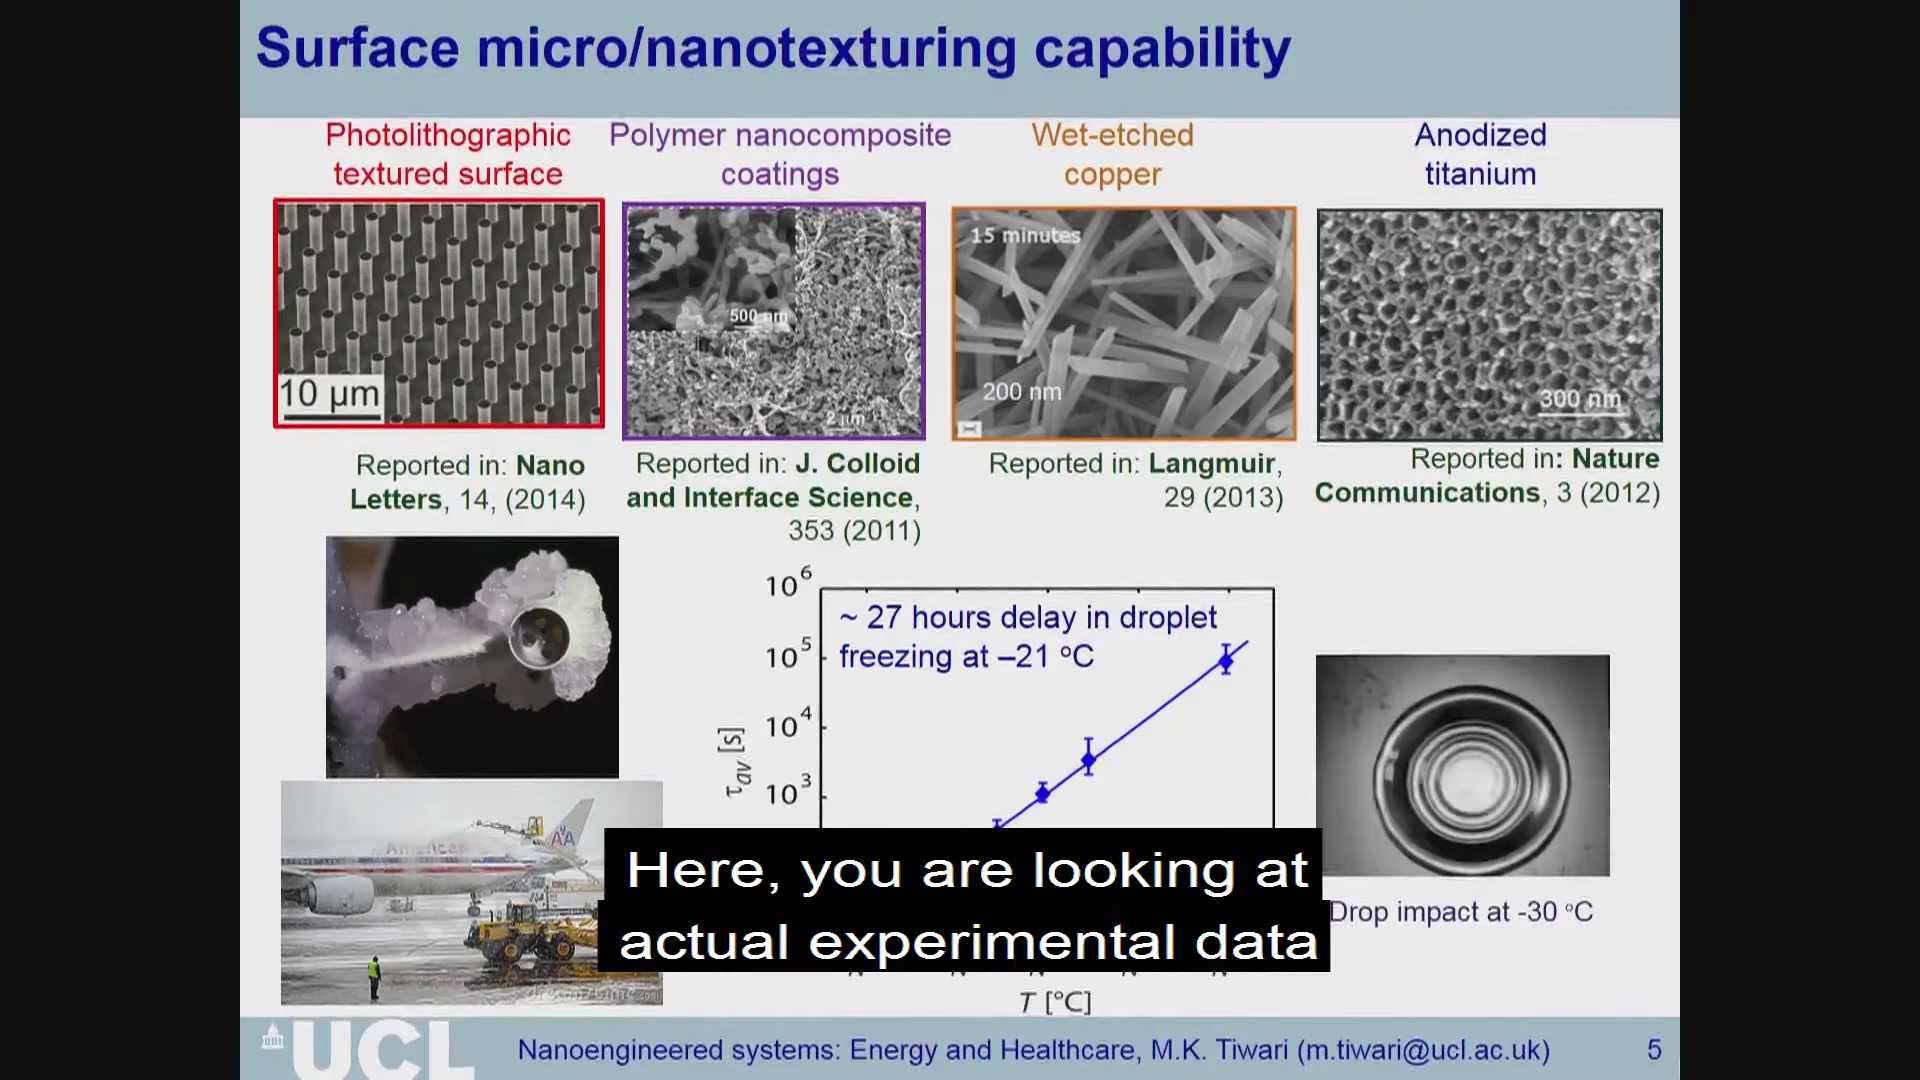 Surface micro/nanotexturing capability
Photolithographic
textured surface
Polymer nanocomposite
coatings
Wet-etched
copper
Anodized
titanium
10 µm
500 nm
2 µm
15 minutes
200 nm
300 nm
Reported in: Nano
Letters, 14, (2014)
Reported in: J. Colloid
and Interface Science,
353 (2011)
Reported in: Langmuir,
29 (2013)
Reported in: Nature
Communications, 3 (2012)
~ 27 hours delay in droplet
freezing at –21 °C
10⁶
10⁵
10⁴
10³
τav [s]
T [°C]
American
AA
Drop impact at -30 °C
Here, you are looking at
actual experimental data
dreamstime.com
UCL
Nanoengineered systems: Energy and Healthcare, M.K. Tiwari (m.tiwari@ucl.ac.uk)
5